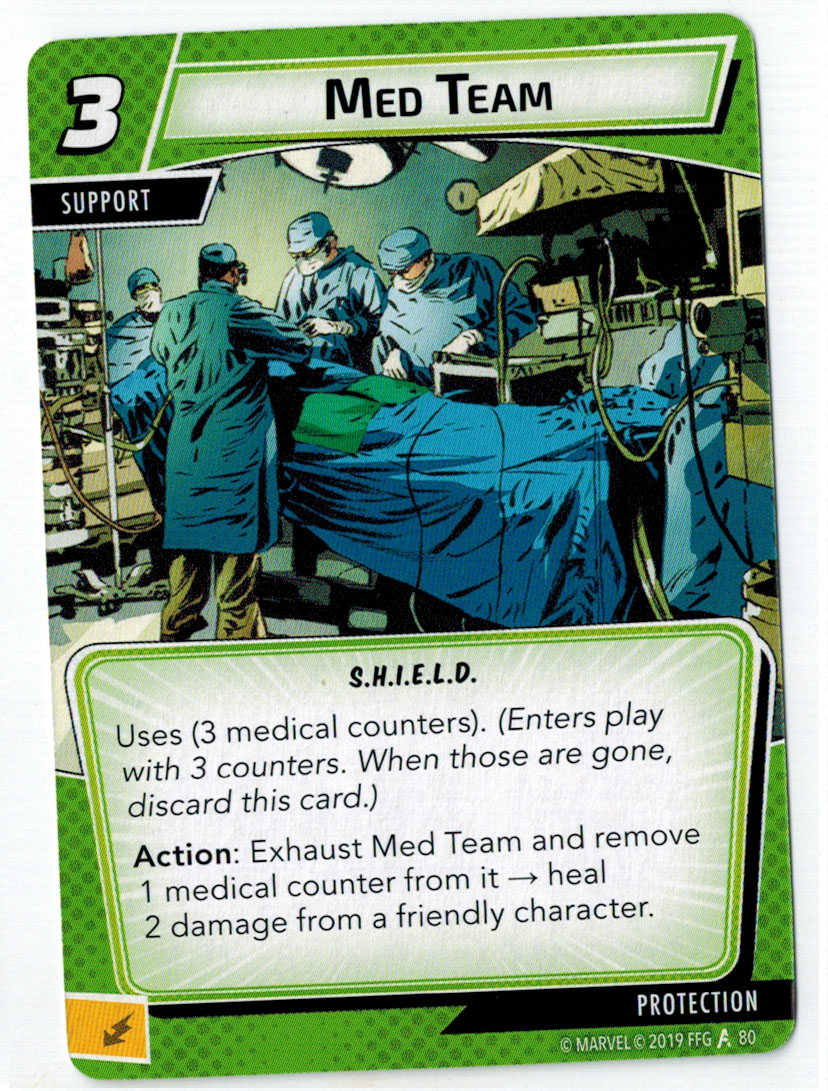 3
MED TEAM
SUPPORT
S.H.I.E.L.D.
Uses (3 medical counters). (Enters play
with 3 counters. When those are gone,
discard this card.)
Action: Exhaust Med Team and remove
1 medical counter from it → heal
2 damage from a friendly character.
PROTECTION
© MARVEL © 2019 FFG 80